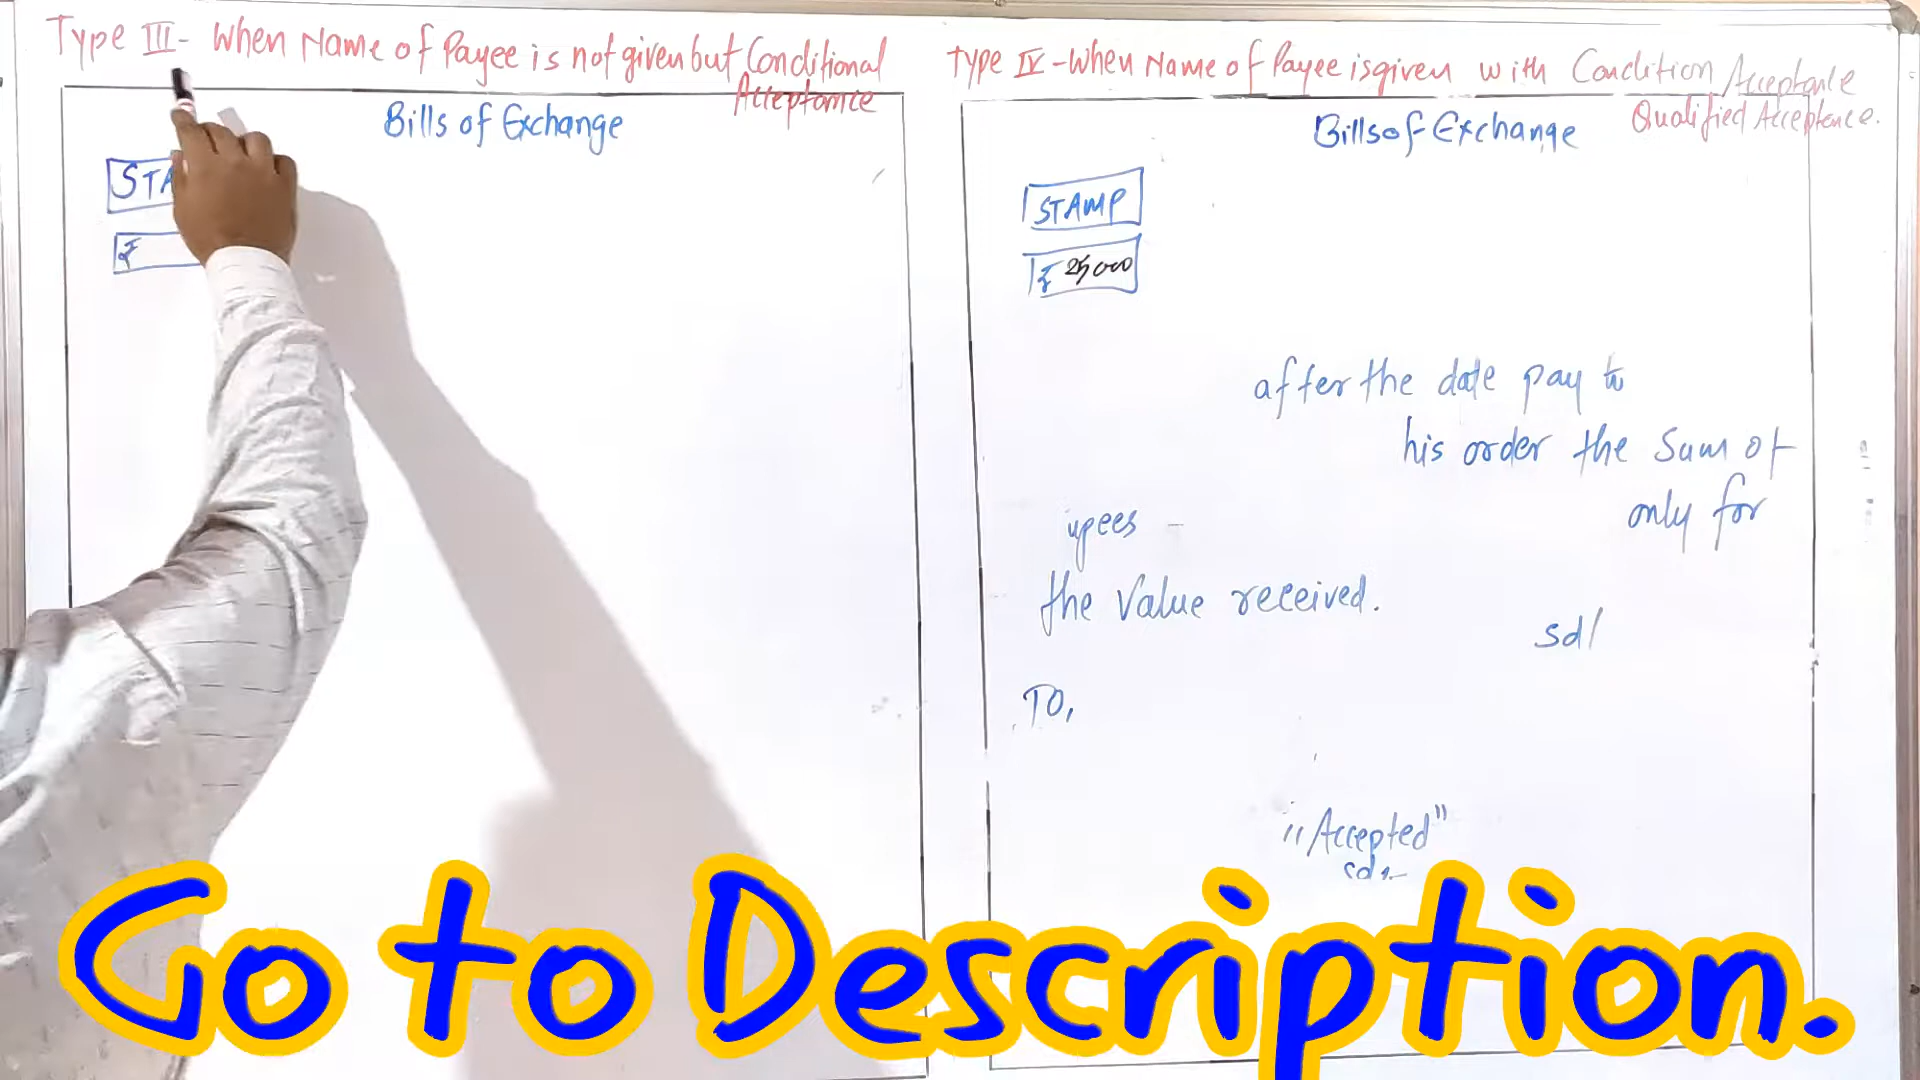 Type III- When Name of Payee is not given but Conditional
Acceptance
Bills of Exchange
STA
₹
Type IV-When Name of Payee is given with Condition/Acceptance
Qualified Acceptance.
Bills of Exchange
STAMP
₹ 25,000
after the date pay to
his order the sum of
upees - only for
the Value received.
sd/
TO,
"Accepted"
sd/-
Go to Description.